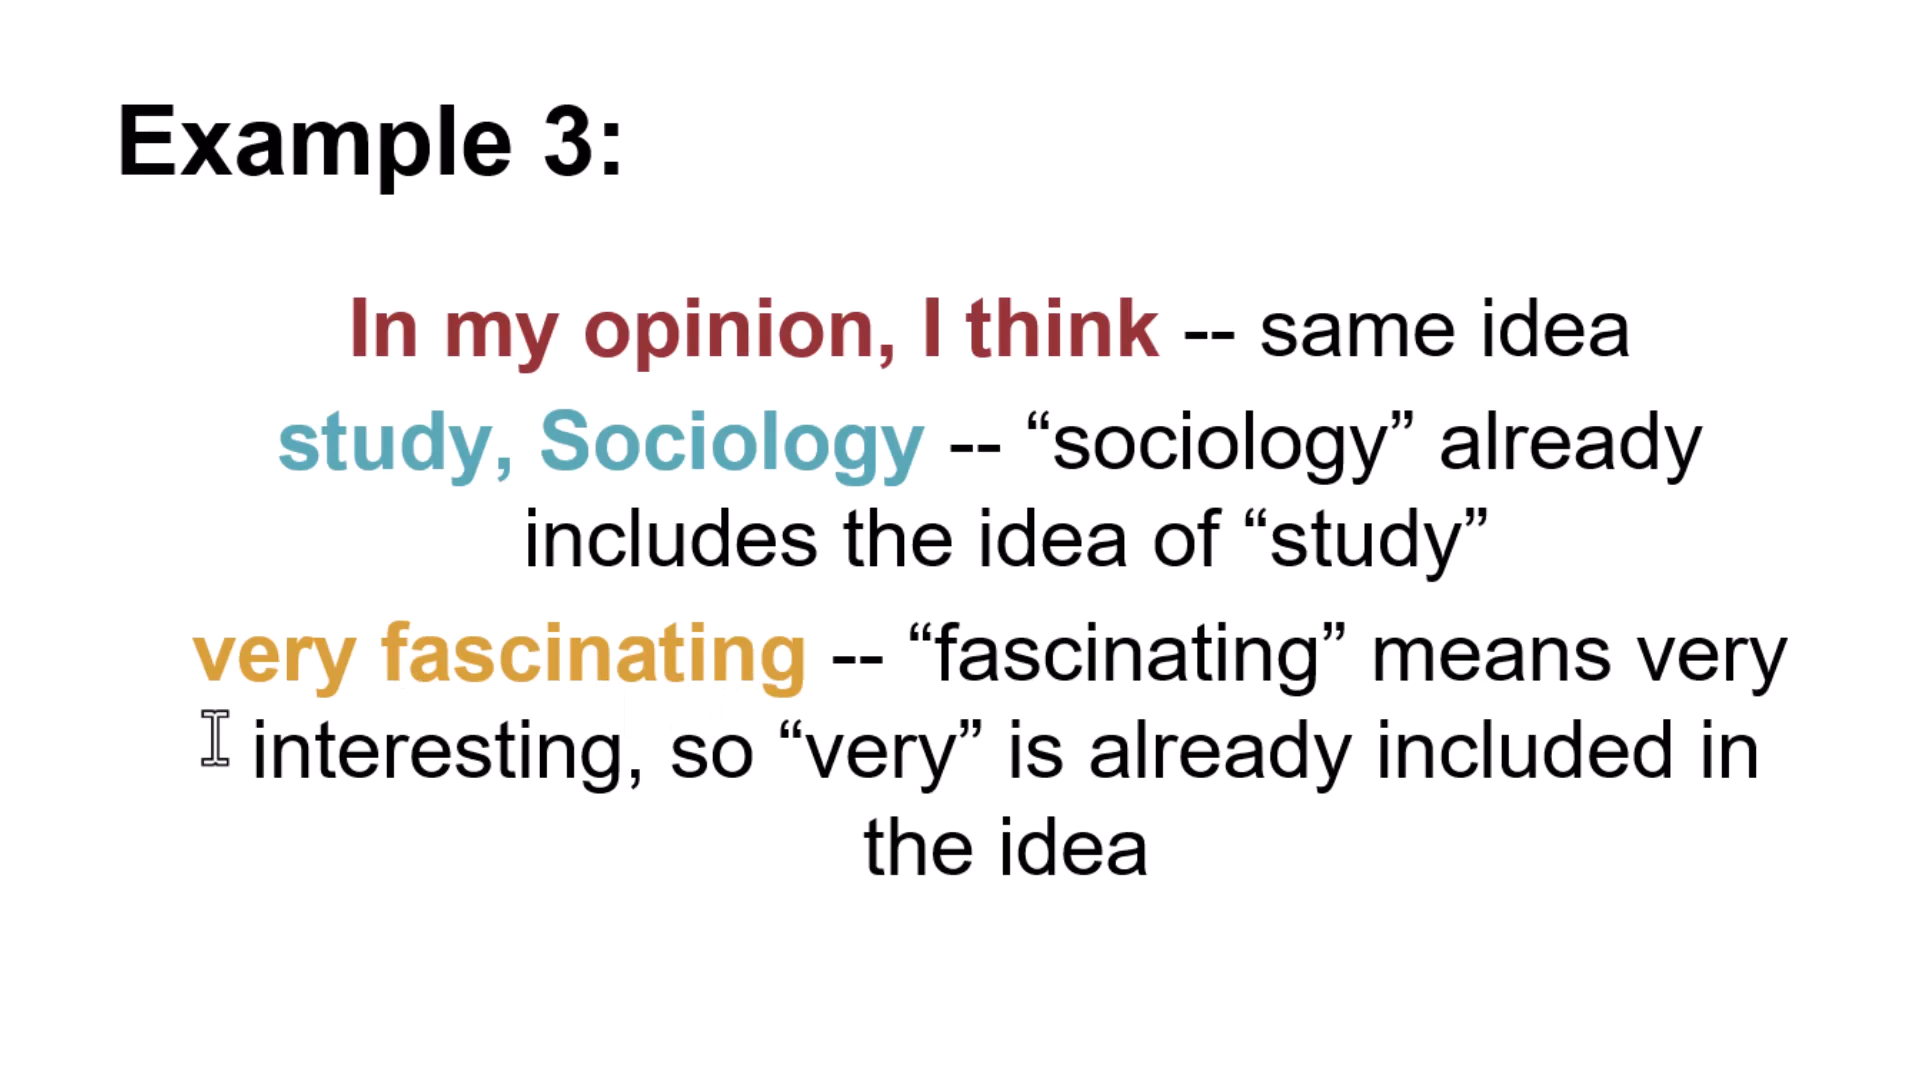 Example 3:
In my opinion, I think -- same idea
study, Sociology -- “sociology” already
includes the idea of “study”
very fascinating -- “fascinating” means very
interesting, so “very” is already included in
the idea